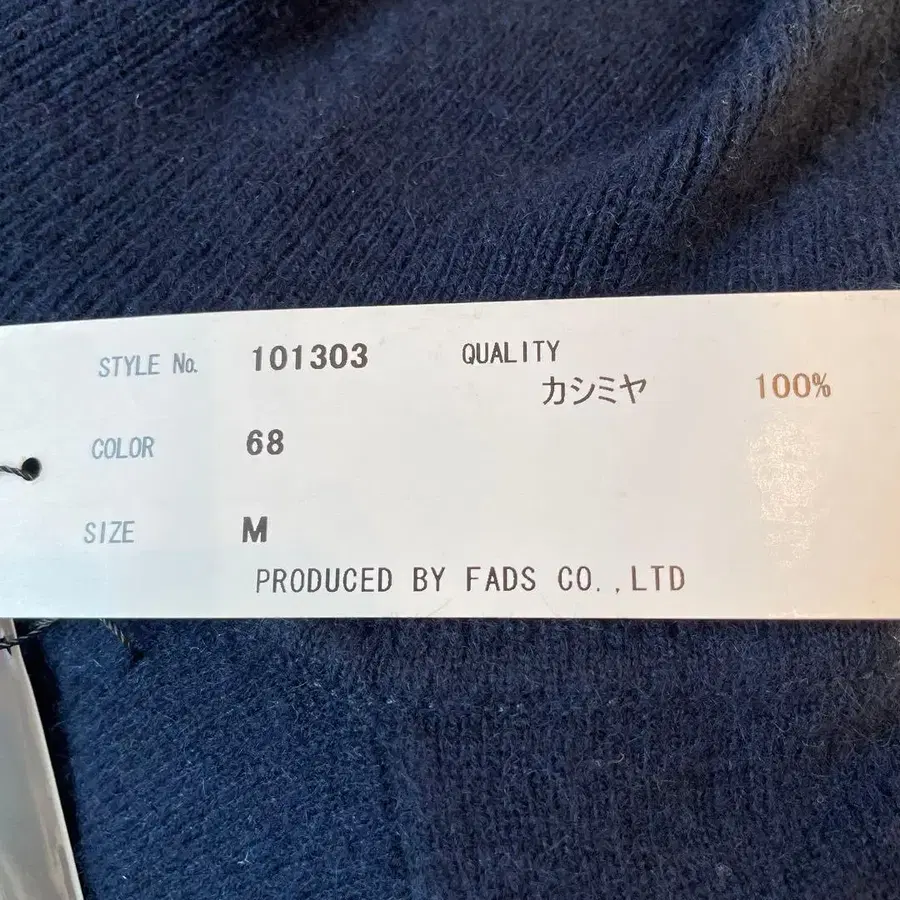 STYLE No. 101303 QUALITY
カシミヤ 100%
COLOR 68
SIZE M
PRODUCED BY FADS CO.,LTD